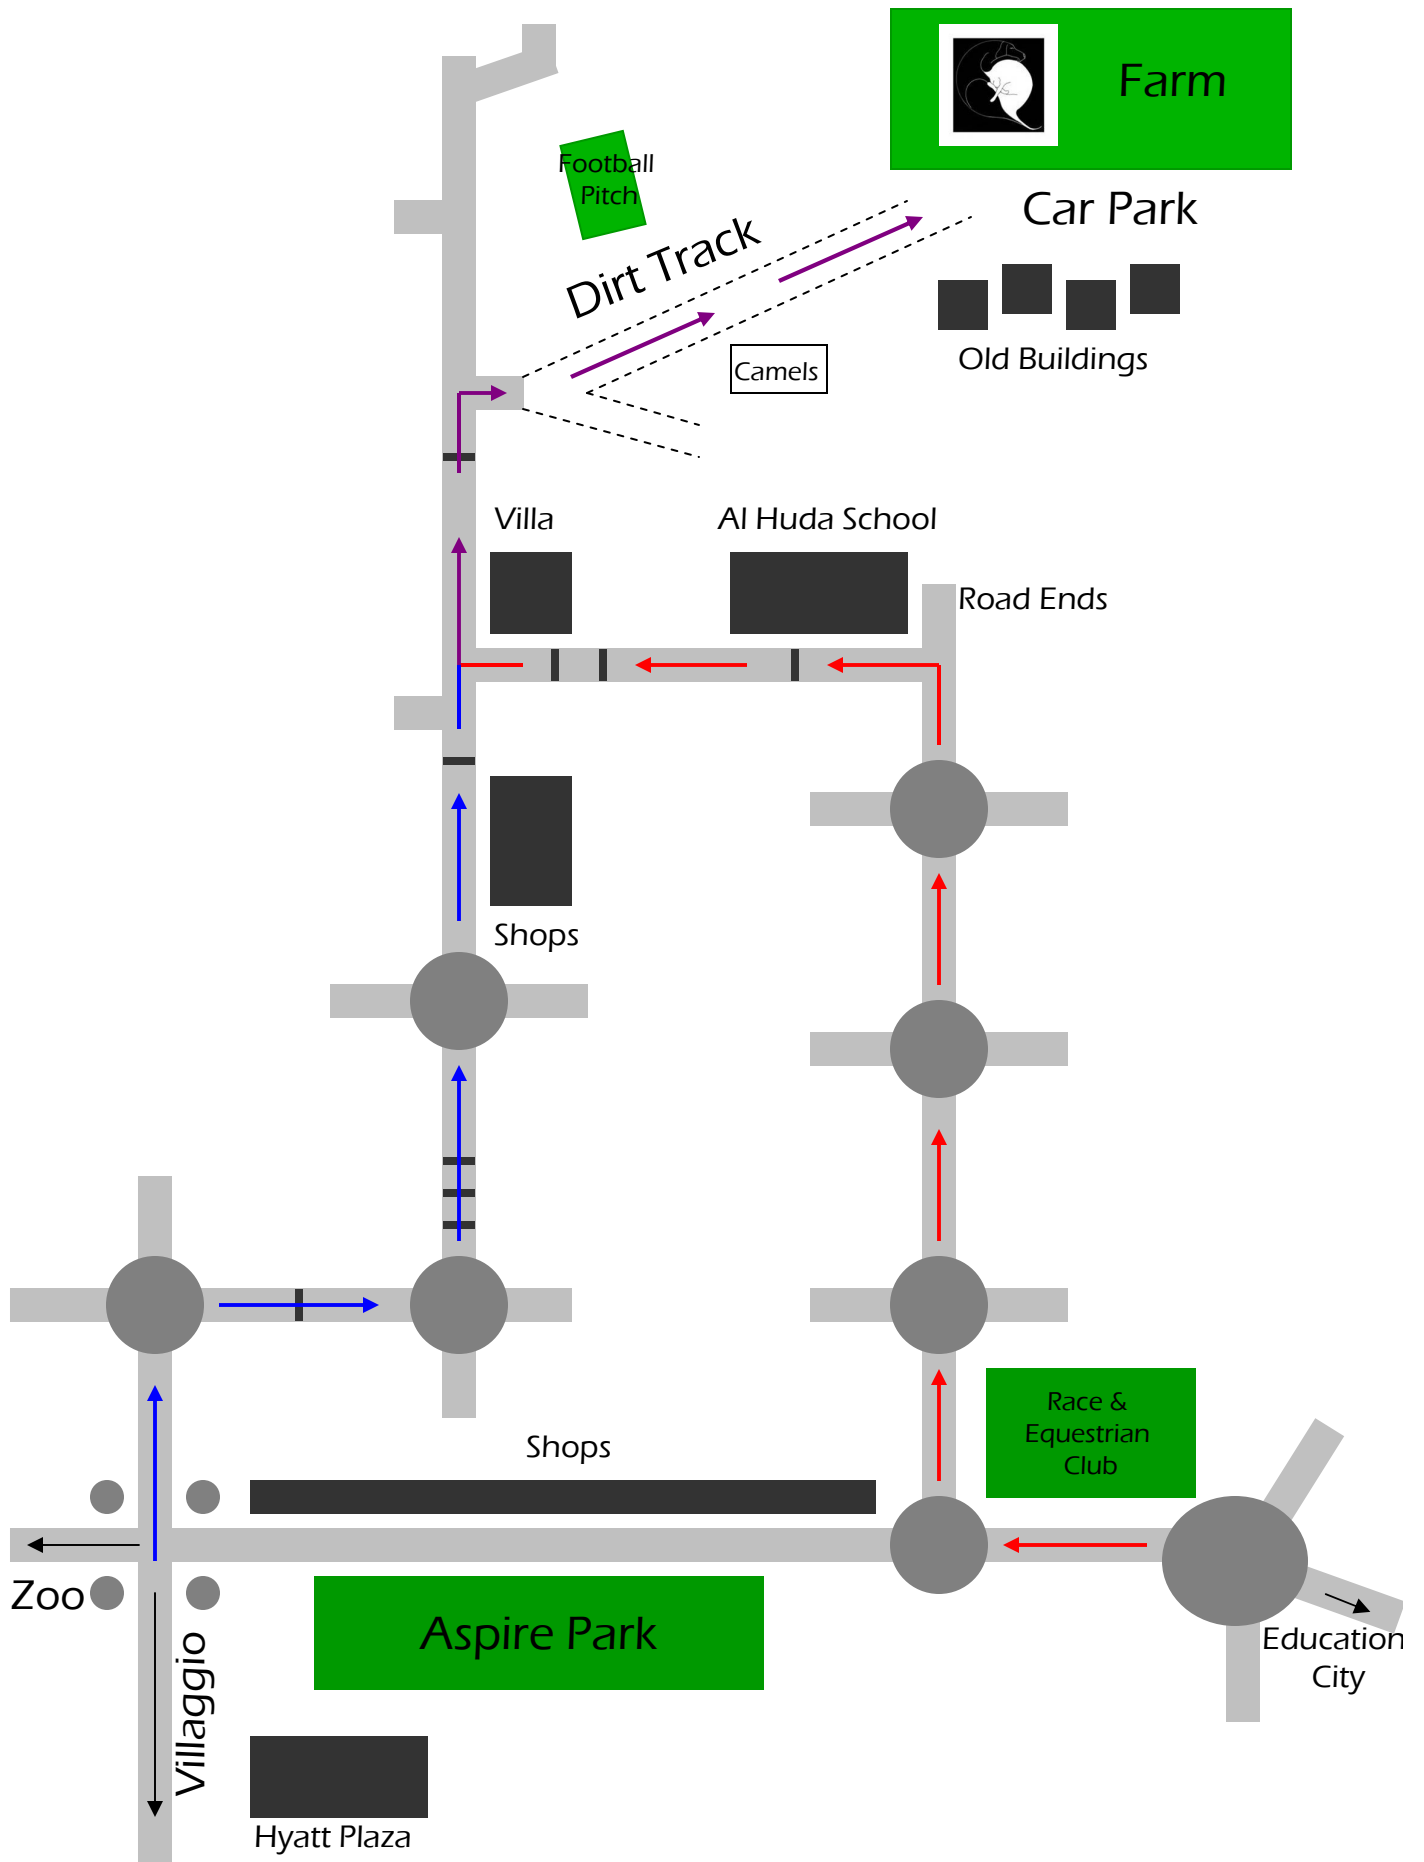 Farm
Football
Pitch
Car Park
Dirt Track
Old Buildings
Camels
Villa
Al Huda School
Road Ends
Shops
Race &
Equestrian
Club
Shops
Zoo
Aspire Park
Education
City
Villaggio
Hyatt Plaza